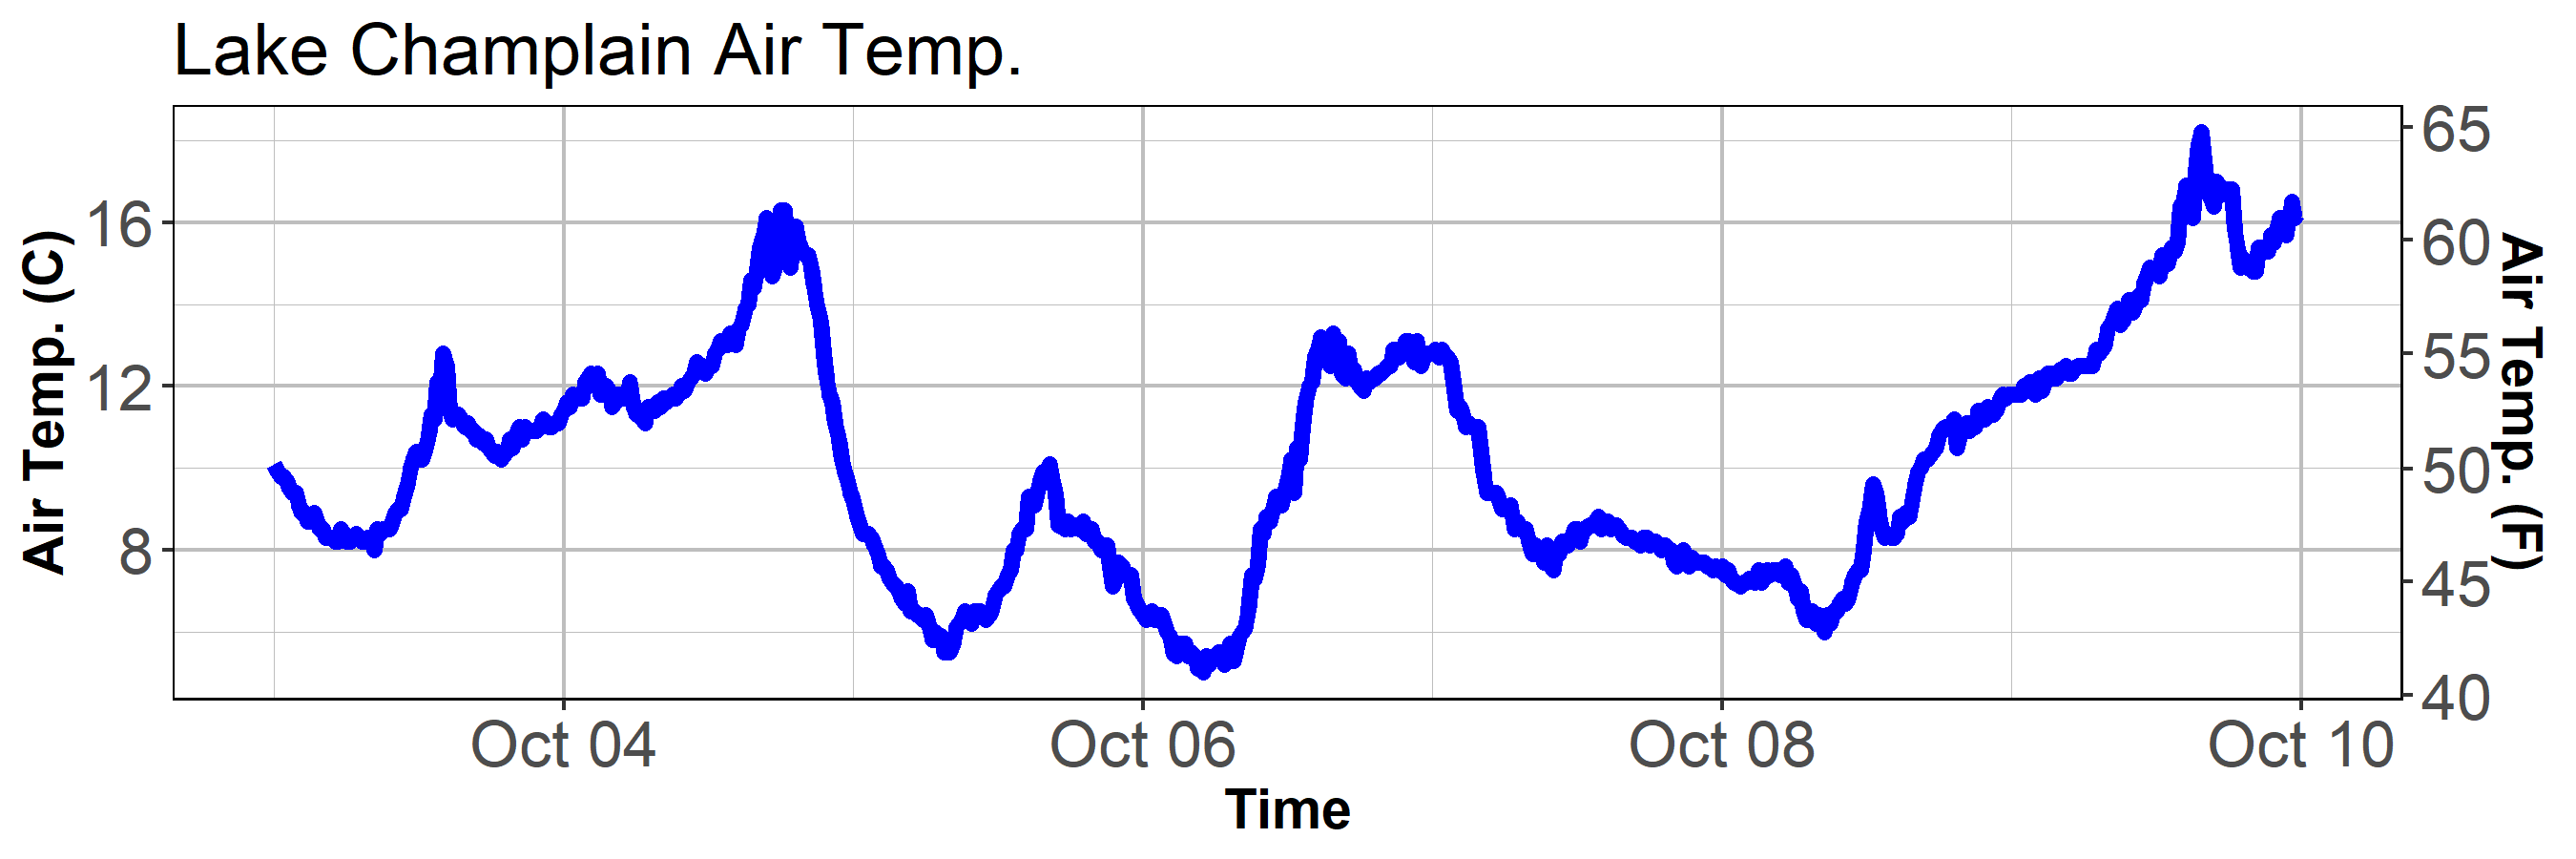 Lake Champlain Air Temp.
Air Temp. (C)
16
12
8
65
60
55
50
45
40
Air Temp. (F)
Oct 04
Oct 06
Oct 08
Oct 10
Time